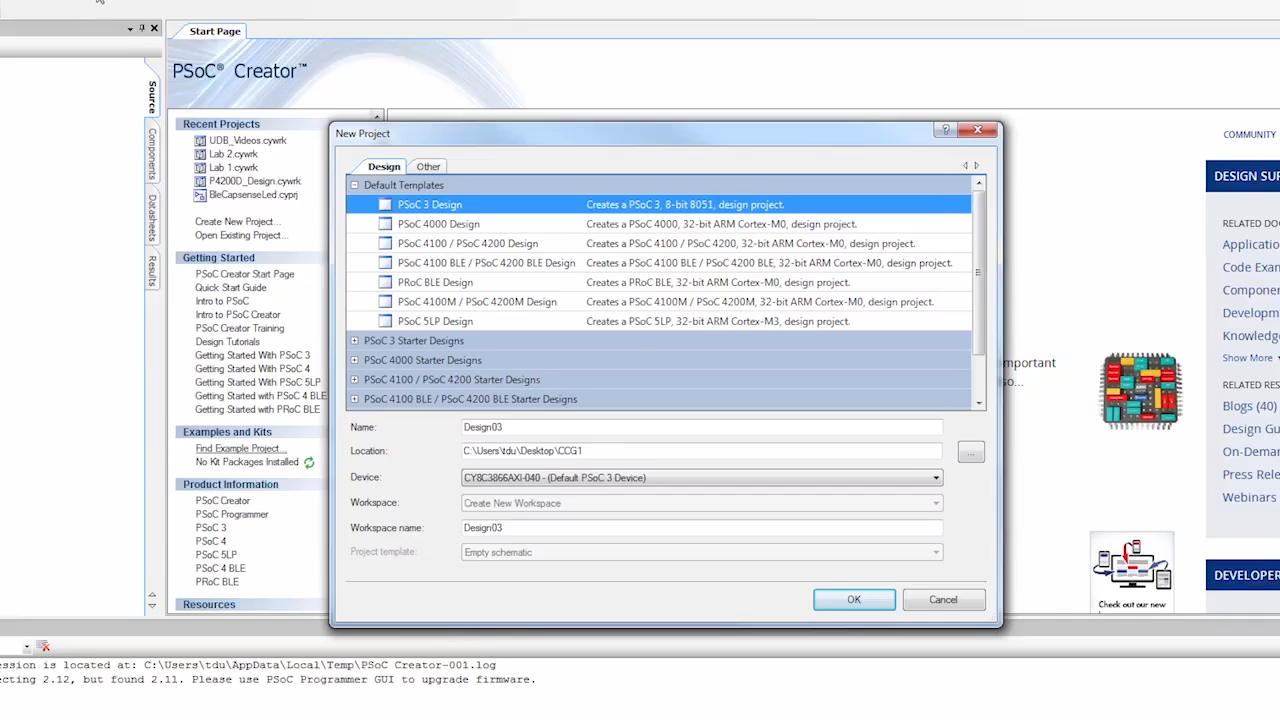 Start Page
PSoC® Creator™
Source
Components
Datasheets
Results
Recent Projects
UDB_Videos.cywrk
Lab 2.cywrk
Lab 1.cywrk
P4200D_Design.cywrk
BleCapsenseLed.cyprj
Create New Project...
Open Existing Project...
Getting Started
PSoC Creator Start Page
Quick Start Guide
Intro to PSoC
Intro to PSoC Creator
PSoC Creator Training
Design Tutorials
Getting Started With PSoC 3
Getting Started With PSoC 4
Getting Started With PSoC 5LP
Getting Started with PSoC 4 BLE
Getting Started with PRoC BLE
Examples and Kits
Find Example Project...
No Kit Packages Installed
Product Information
PSoC Creator
PSoC Programmer
PSoC 3
PSoC 4
PSoC 5LP
PSoC 4 BLE
PRoC BLE
Resources
New Project
Design Other
Default Templates
PSoC 3 Design Creates a PSoC 3, 8-bit 8051, design project.
PSoC 4000 Design Creates a PSoC 4000, 32-bit ARM Cortex-M0, design project.
PSoC 4100 / PSoC 4200 Design Creates a PSoC 4100 / PSoC 4200, 32-bit ARM Cortex-M0, design project.
PSoC 4100 BLE / PSoC 4200 BLE Design Creates a PSoC 4100 BLE / PSoC 4200 BLE, 32-bit ARM Cortex-M0, design project.
PRoC BLE Design Creates a PRoC BLE, 32-bit ARM Cortex-M0, design project.
PSoC 4100M / PSoC 4200M Design Creates a PSoC 4100M / PSoC 4200M, 32-bit ARM Cortex-M0, design project.
PSoC 5LP Design Creates a PSoC 5LP, 32-bit ARM Cortex-M3, design project.
PSoC 3 Starter Designs
PSoC 4000 Starter Designs
PSoC 4100 / PSoC 4200 Starter Designs
PSoC 4100 BLE / PSoC 4200 BLE Starter Designs
Name: Design03
Location: C:\Users\tdu\Desktop\CCG1 ...
Device: CY8C3866AXI-040 - (Default PSoC 3 Device)
Workspace: Create New Workspace
Workspace name: Design03
Project template: Empty schematic
OK Cancel
important
so...
COMMUNITY
DESIGN SUP
RELATED DO
Applicatio
Code Exan
Componen
Developm
Knowledg
Show More
RELATED RES
Blogs (40)
Design Gu
On-Deman
Press Rele
Webinars
DEVELOPER
Check out our new
ession is located at: C:\Users\tdu\AppData\Local\Temp\PSoC Creator-001.log
ecting 2.12, but found 2.11. Please use PSoC Programmer GUI to upgrade firmware.